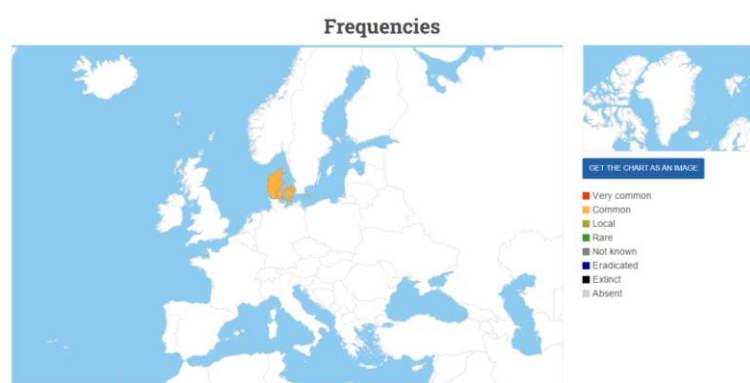 Frequencies
GET THE CHART AS AN IMAGE
Very common
Common
Local
Rare
Not known
Eradicated
Extinct
Absent